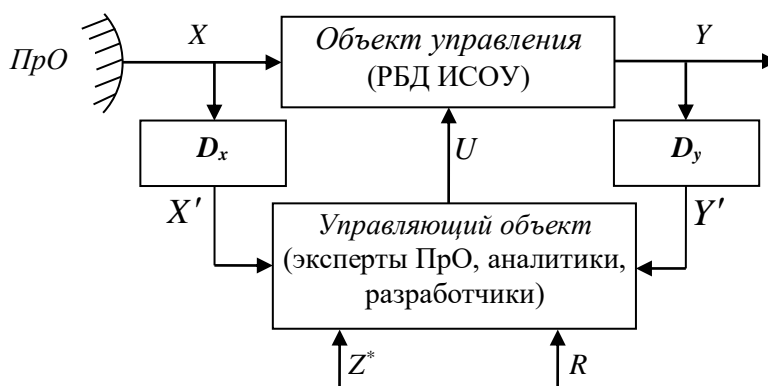 ПрО
X
Объект управления
(РБД ИСОУ)
Y
Dx
U
Dy
X'
Y'
Управляющий объект
(эксперты ПрО, аналитики,
разработчики)
Z*
R